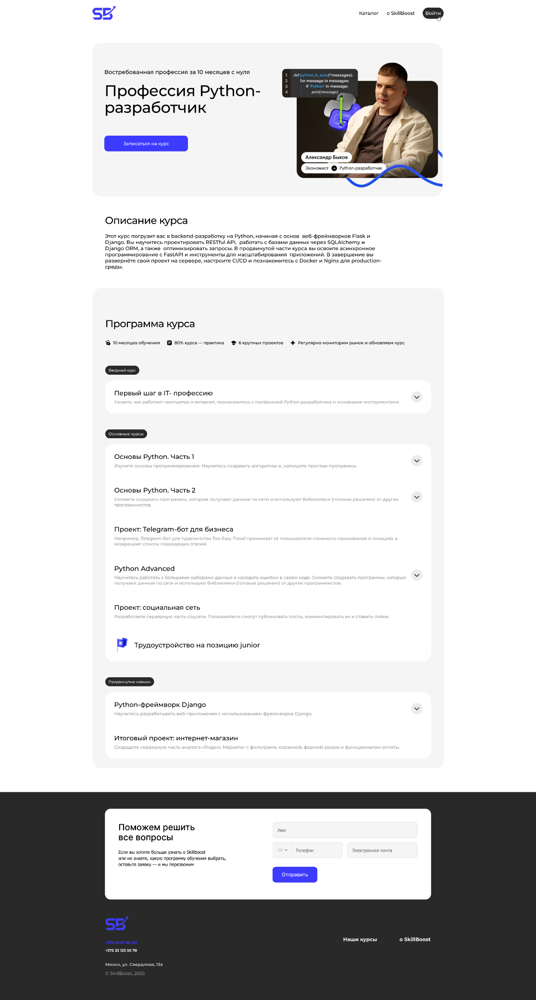 SB
Каталог
о SkillBoost
Войти
Востребованная профессия за 10 месяцев с нуля
Профессия Python-
разработчик
Записаться на курс
1 def python_is_easy(*messages):
2 for message in messages:
3 if 'Python' in message:
4 print(message)
Python
Александр Быков
Экономист
Python-разработчик
Описание курса
Этот курс погрузит вас в backend-разработку на Python, начиная с основ  веб-фреймворков Flask и
Django. Вы научитесь проектировать RESTful API,  работать с базами данных через SQLAlchemy и
Django ORM, а также  оптимизировать запросы. В продвинутой части курса вы освоите асинхронное
программирование с FastAPI и инструменты для масштабирования  приложений. В завершение вы
развернёте свой проект на сервере, настроите CI/CD и познакомитесь с Docker и Nginx для production-
среды.
Программа курса
10 месяцев обучения
80% курса — практика
6 крупных проектов
Регулярно мониторим рынок и обновляем курс
Вводный курс
Первый шаг в IT- профессию
Узнаете, как работают компьютер и интернет, познакомитесь с профессией Python-разработчика и основными инструментами.
Основные курсы
Основы Python. Часть 1
Изучите основы программирования. Научитесь создавать алгоритмы и, напишете простые программы.
Основы Python. Часть 2
Сможете создавать программы, которые получают данные по сети и используют библиотеки (готовые решения) от других
программистов.
Проект: Telegram-бот для бизнеса
Например, Telegram-бот для турагентства Too Easy Travel принимает от пользователя стоимость проживания и локацию, а
возвращает список подходящих отелей.
Python Advanced
Научитесь работать с большими наборами данных и находить ошибки в своём коде. Сможете создавать программы, которые
получают данные по сети и используют библиотеки (готовые решения) от других программистов.
Проект: социальная сеть
Разработаете серверную часть соцсети. Пользователи смогут публиковать посты, комментировать их и ставить лайки.
Трудоустройство на позицию junior
Продвинутые навыки
Python-фреймворк Django
Научитесь разрабатывать веб-приложения с использованием фреймворка Django.
Итоговый проект: интернет-магазин
Создадите серверную часть аналога «Яндекс Маркета» с фильтрами, корзиной, формой заказа и функционалом оплаты.
Поможем решить
все вопросы
Если вы хотите больше узнать о Skillboost
или не знаете, какую программу обучения выбрать,
оставьте заявку — и мы перезвоним
Имя
Телефон
Электронная почта
Отправить
SB
+375 29 87 65 321
+375 33 123 56 78
Минск, ул. Свердлова, 13а
© SkillBoost, 2025
Наши курсы
о SkillBoost